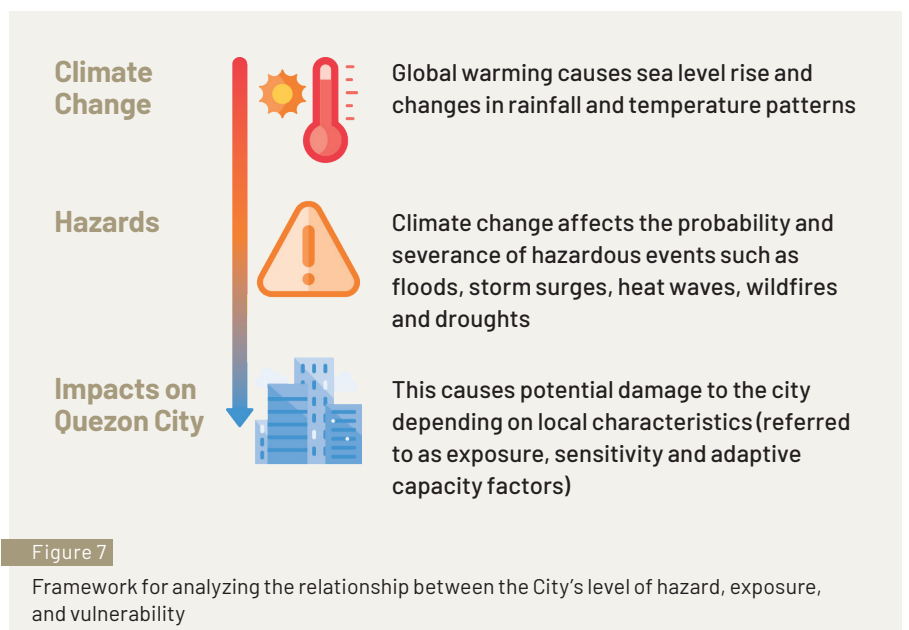 Climate
Change
Global warming causes sea level rise and
changes in rainfall and temperature patterns
Hazards
Climate change affects the probability and
severance of hazardous events such as
floods, storm surges, heat waves, wildfires
and droughts
Impacts on
Quezon City
This causes potential damage to the city
depending on local characteristics (referred
to as exposure, sensitivity and adaptive
capacity factors)
Figure 7
Framework for analyzing the relationship between the City's level of hazard, exposure,
and vulnerability